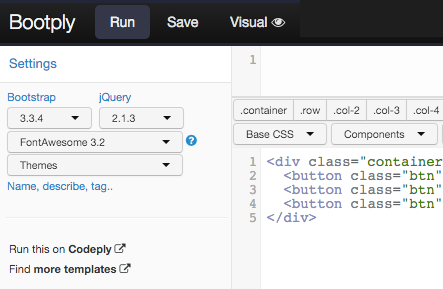 Bootply Run Save Visual
Settings
Bootstrap jQuery
3.3.4 2.1.3
FontAwesome 3.2 ?
Themes
Name, describe, tag..
Run this on Codeply
Find more templates
1
.container .row .col-2 .col-3 .col-4
Base CSS Components
1 <div class="container
2 <button class="btn"
3 <button class="btn"
4 <button class="btn"
5 </div>